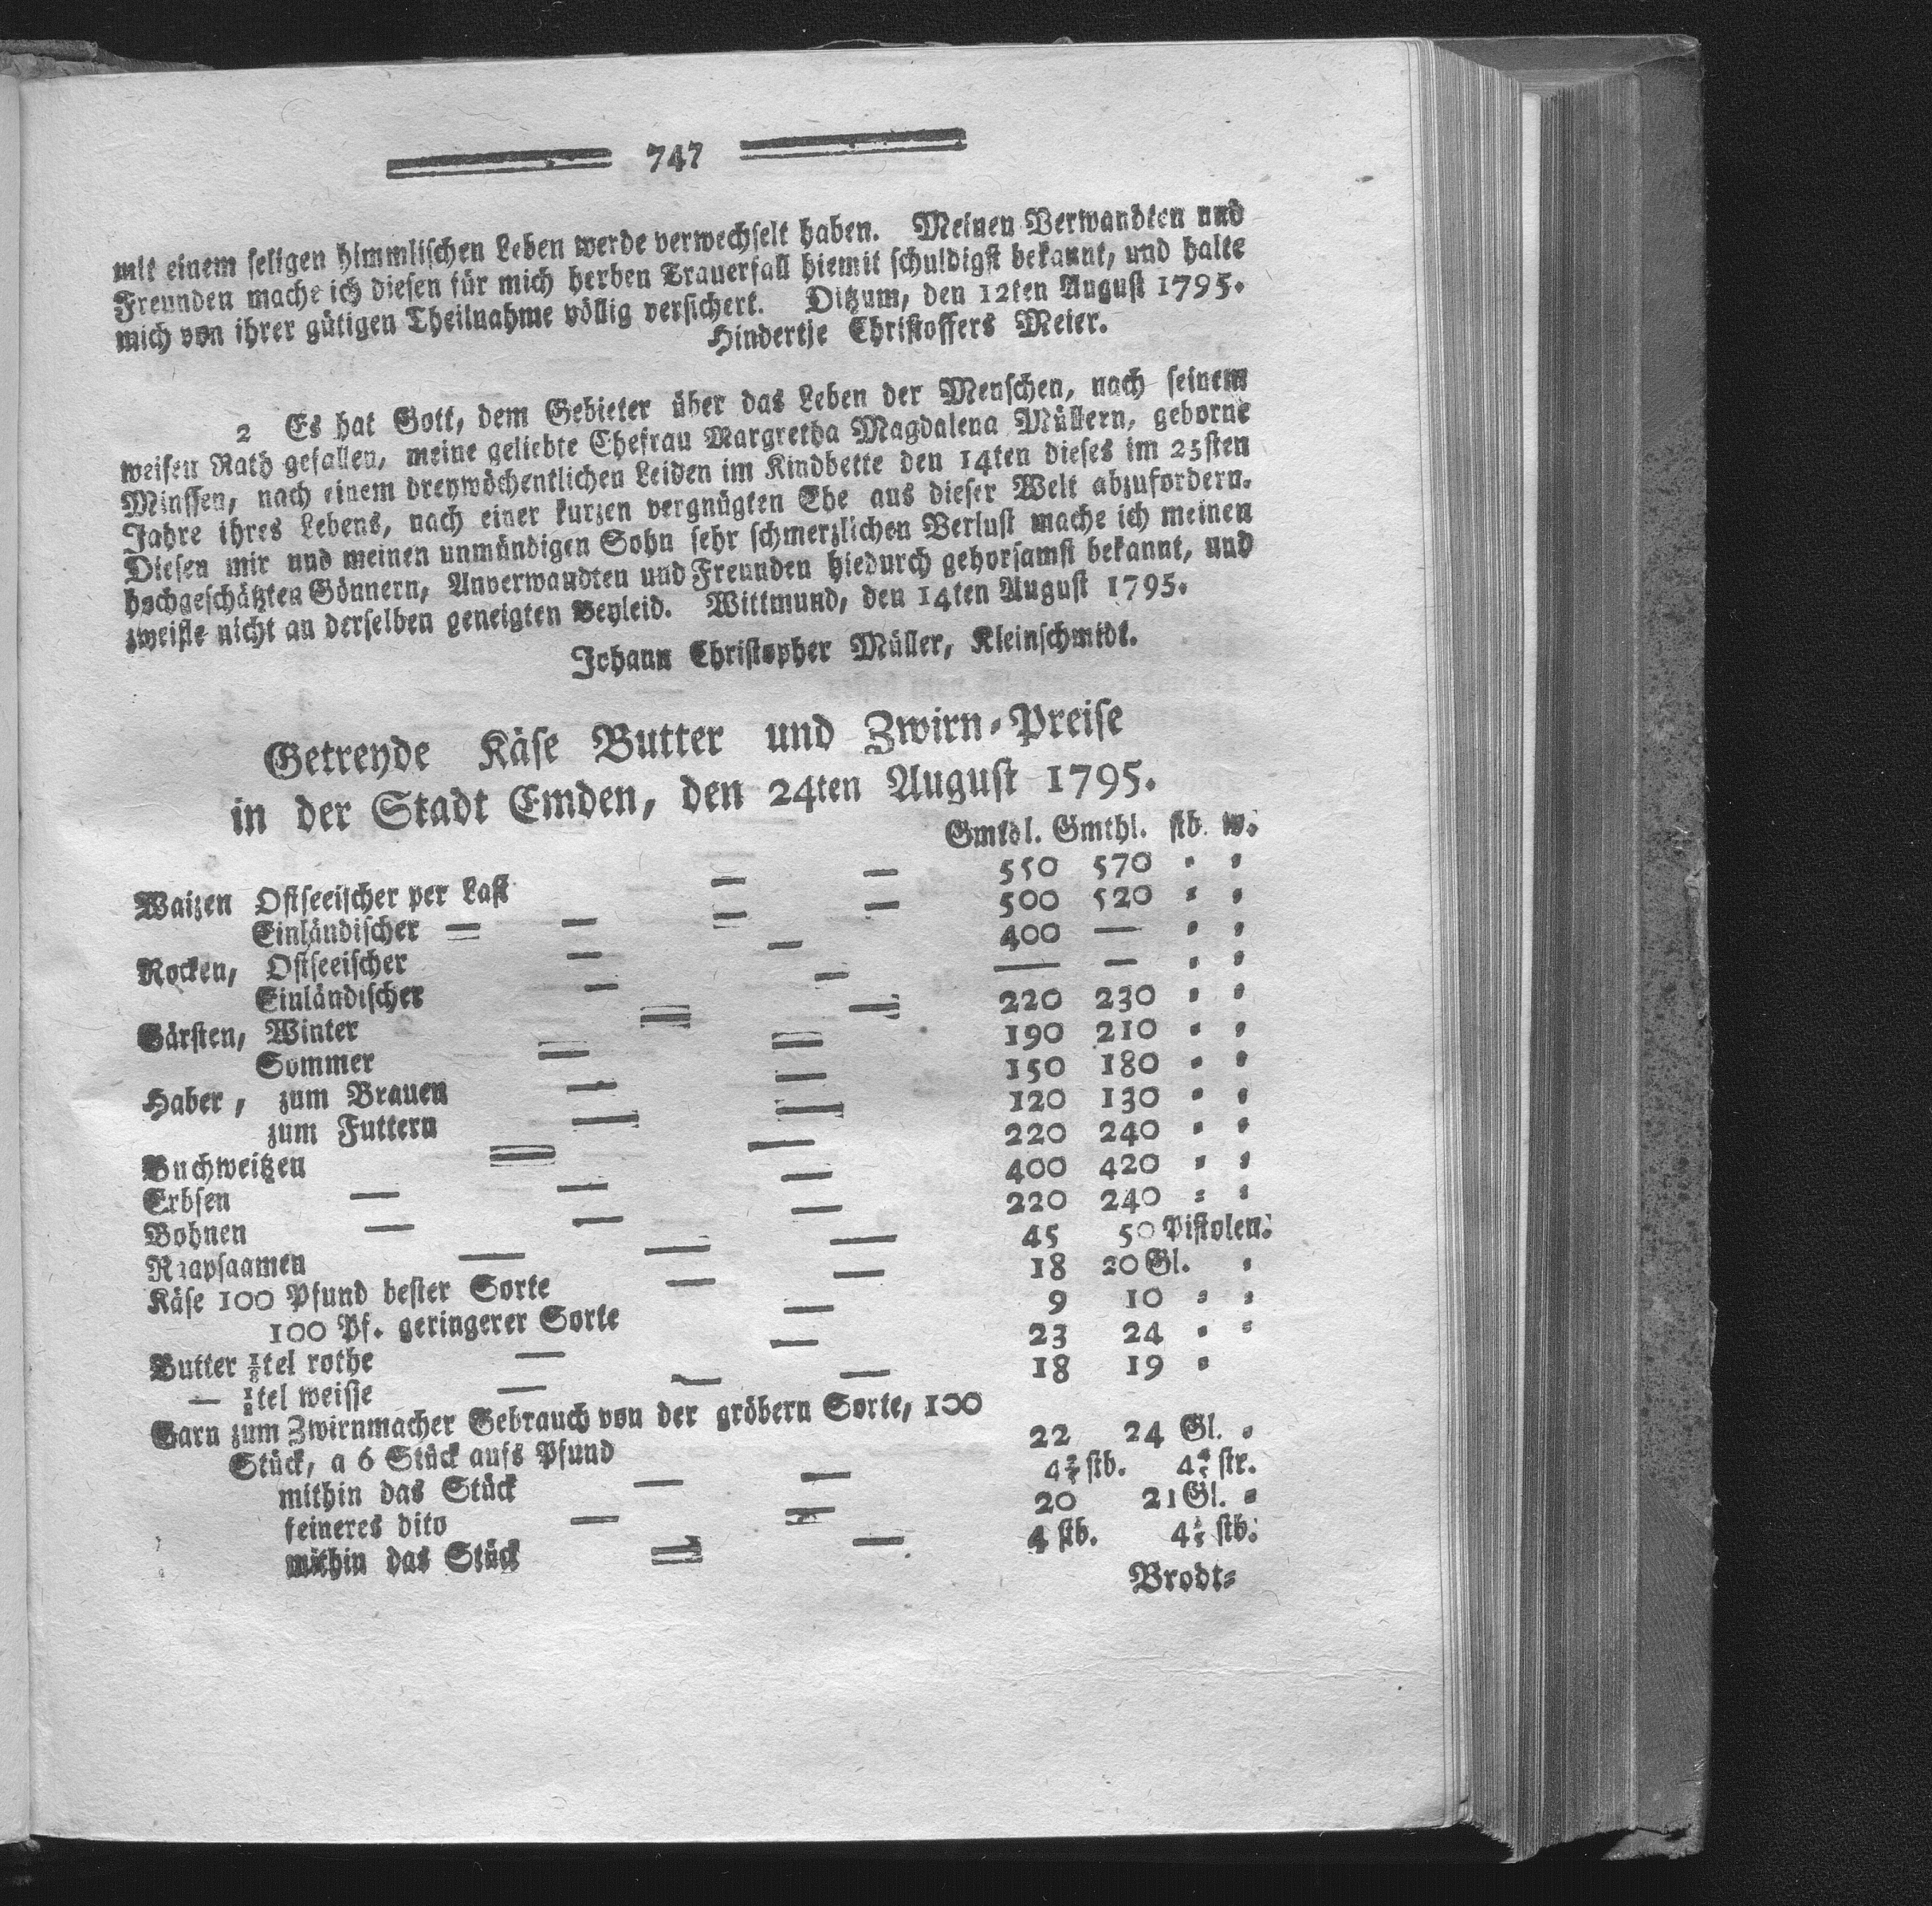 747
mit einem seligen himmlischen Leben werde verwechselt haben. Meinen Verwandten und
Freunden mache ich diesen für mich herben Trauerfall hiemit schuldigst bekannt, und halte
mich von ihrer gütigen Theilnahme völlig versichert. Ditzum, den 12ten August 1795.
Hindertje Christoffers Meier.
2 Es hat Gott, dem Gebieter über das Leben der Menschen, nach seinem
weisen Rath gefallen, meine geliebte Ehefrau Margretha Magdalena Müllern, geborne
Minssen, nach einem dreywöchentlichen Leiden im Kindbette den 14ten dieses im 25sten
Jahre ihres Lebens, nach einer kurzen vergnügten Ehe aus dieser Welt abzufordern.
Diesen mir und meinen unmündigen Sohn sehr schmerzlichen Verlust mache ich meinen
hochgeschätzten Gönnern, Anverwandten und Freunden hiedurch gehorsamst bekannt, und
zweifle nicht an derselben geneigten Beyleid. Wittmund, den 14ten August 1795.
Johann Christopher Müller, Kleinschmidt.
Getreyde Käse Butter und Zwirn-Preise
in der Stadt Emden, den 24ten August 1795.
Gmthl. Gmthl. stb. w.
Waizen Ostseeischer per Last — — 550 570 " "
Einländischer — — — — 500 520 " "
Rocken, Ostseeischer — — 400 — " "
Einländischer — — — — " "
Gärsten, Winter — — 220 230 " "
Sommer — — 190 210 " "
Haber, zum Brauen — — 150 180 " "
zum Futtern — — 120 130 " "
Buchweitzen — — 220 240 " "
Erbsen — — — 400 420 " "
Bohnen — — — 220 240 " "
Raapsaamen — — — 45 50 Pistolen.
Käse 100 Pfund bester Sorte — — 18 20 Gl. "
100 Pf. geringerer Sorte — 9 10 " "
Butter 1/8tel rothe — — 23 24 " "
— 1/8tel weisse — — — 18 19 "
Garn zum Zwirnmacher Gebrauch von der gröbern Sorte, 100
Stück, a 6 Stück aufs Pfund 22 24 Gl. "
mithin das Stück — — 4 2/5 stb. 4 4/5 str.
feineres dito — — 20 21 Gl. "
mithin das Stück — — 4 stb. 4 1/5 stb.
Brodt-